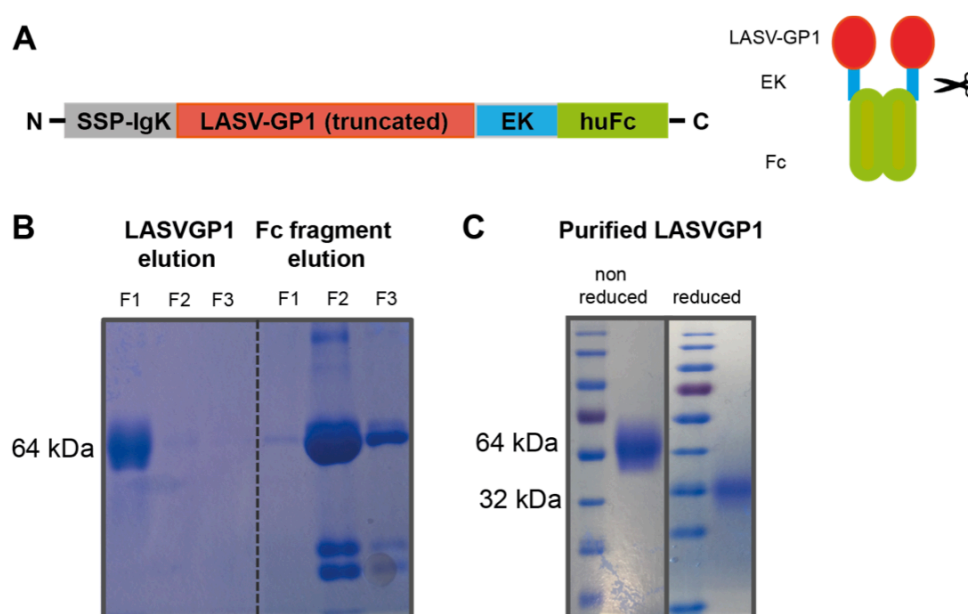 A
N
SSP-IgK
LASV-GP1 (truncated)
EK
huFc
C
LASV-GP1
EK
Fc
B
LASVGP1
elution
Fc fragment
elution
F1 F2 F3 F1 F2 F3
64 kDa
C
Purified LASVGP1
non
reduced
reduced
64 kDa
32 kDa